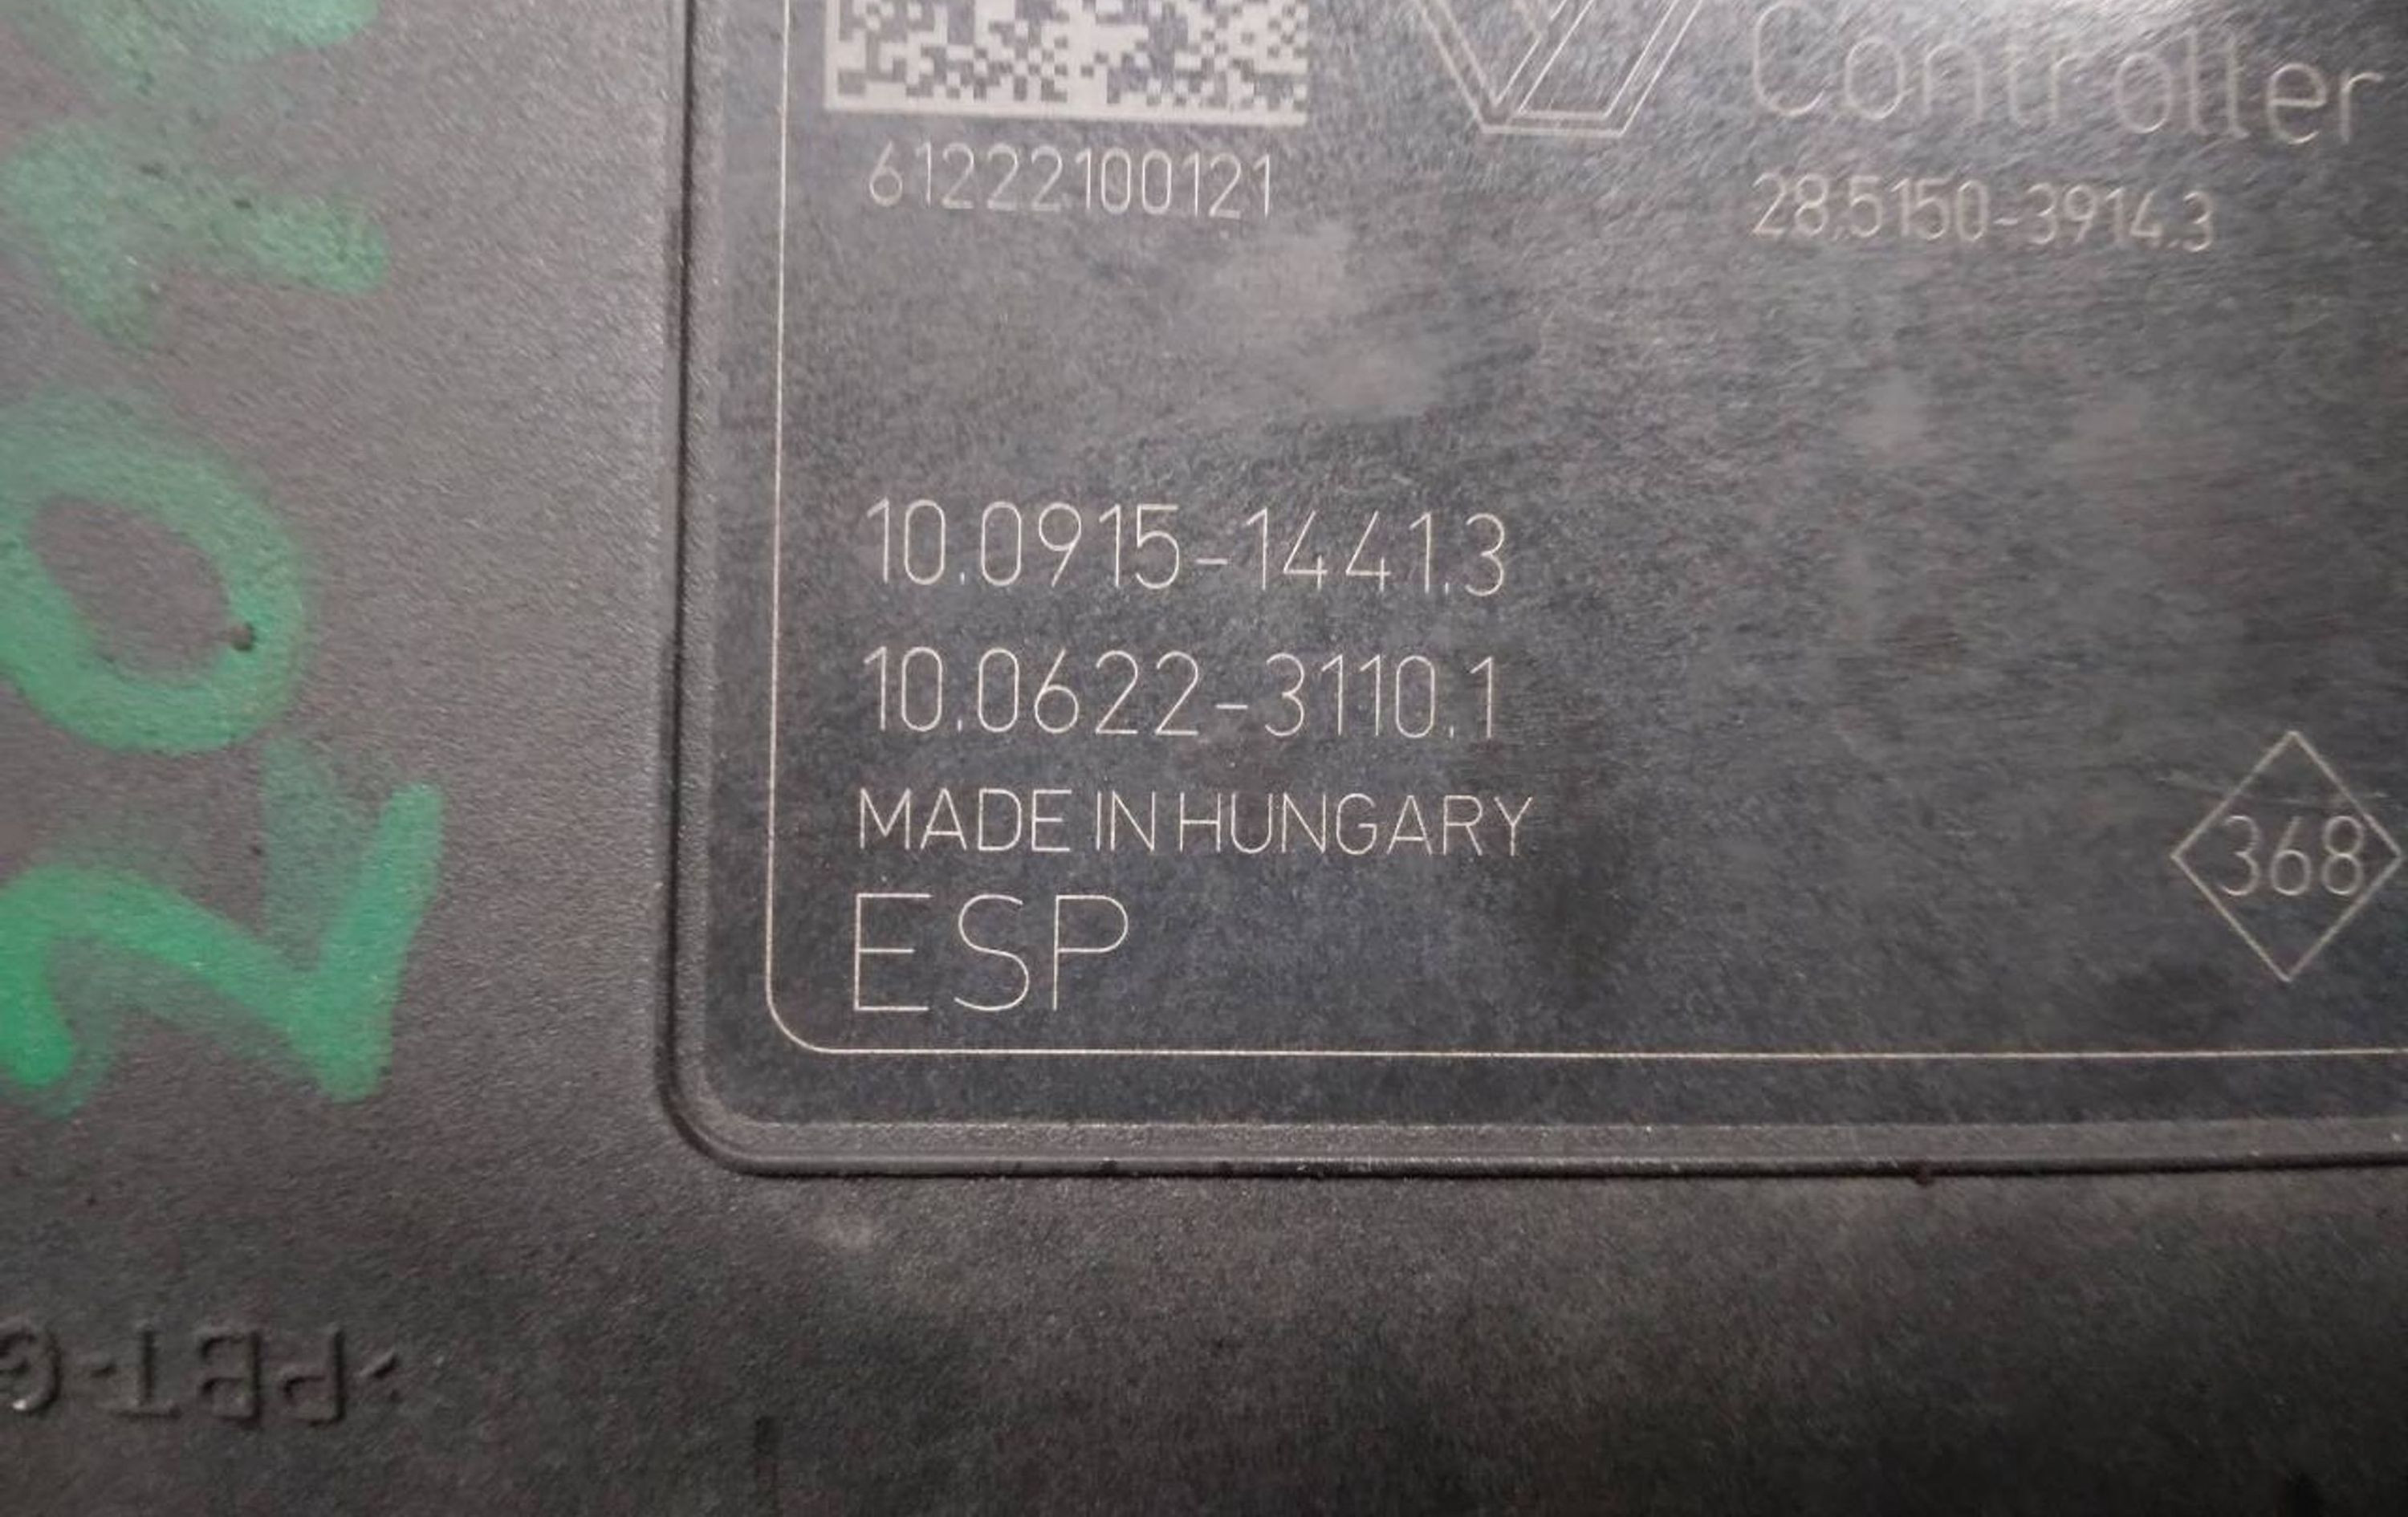 Controller
61222100121
28.5150-3914.3
10.0915-1441.3
10.0622-3110.1
MADE IN HUNGARY
368
ESP
>PBT-G